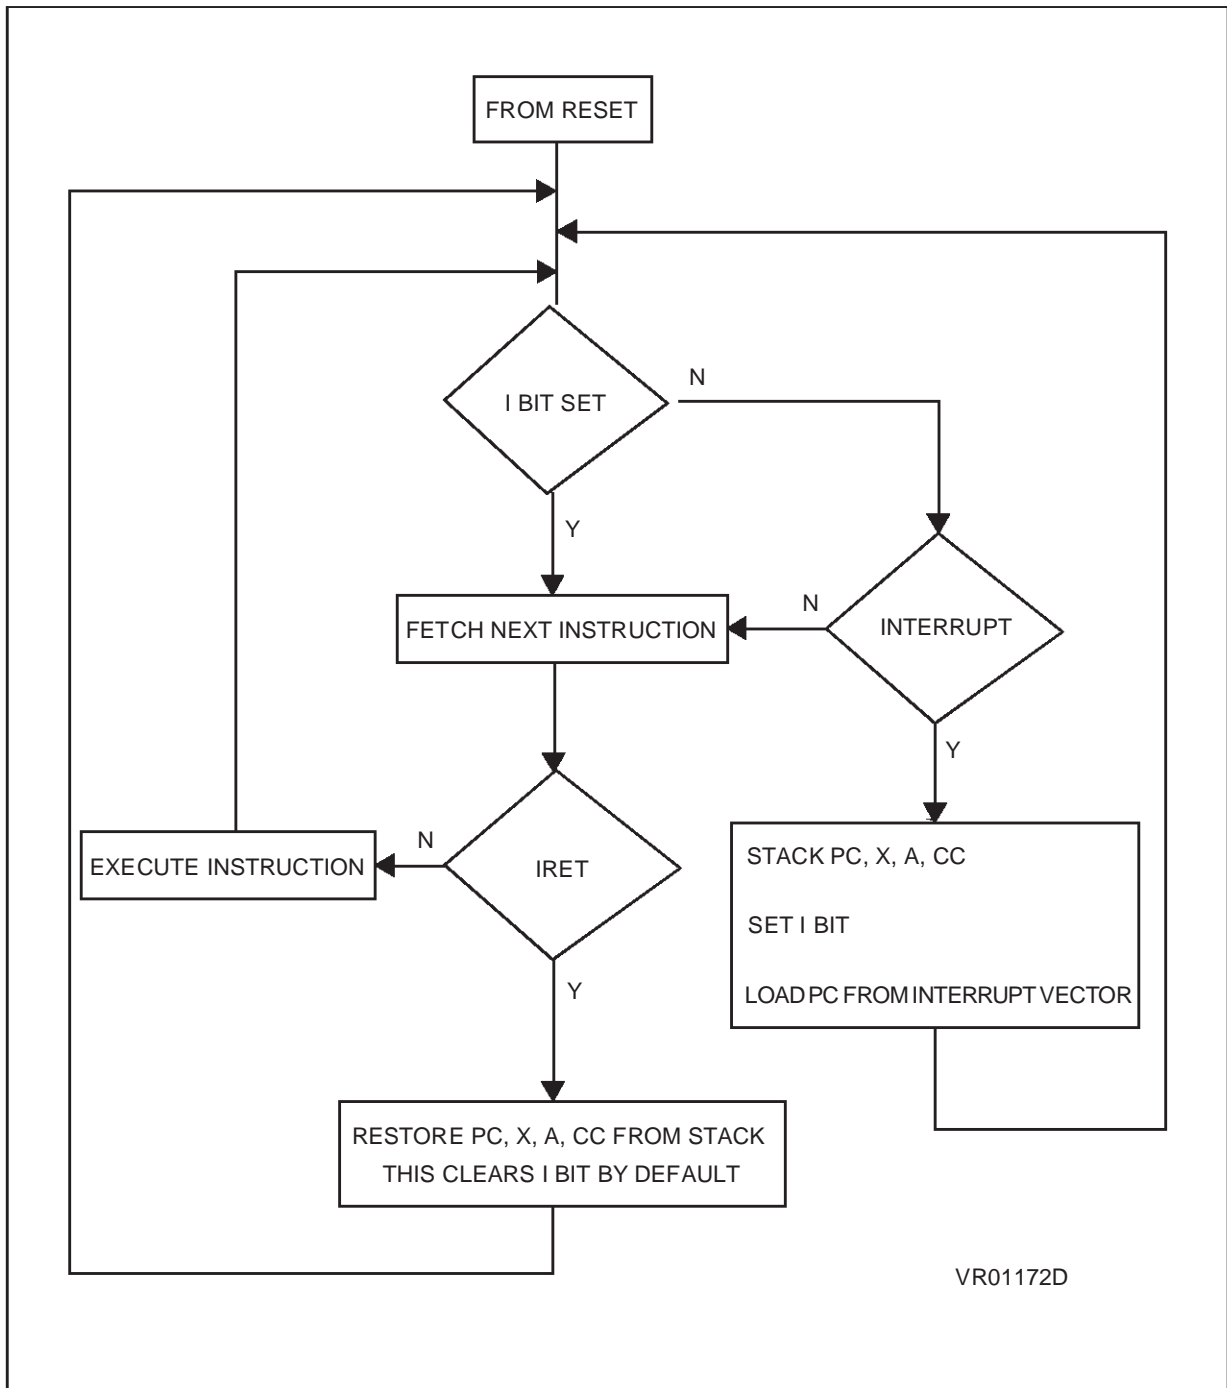 FROM RESET
I BIT SET
N
Y
FETCH NEXT INSTRUCTION
N
INTERRUPT
Y
EXECUTE INSTRUCTION
N
IRET
Y
STACK PC, X, A, CC
SET I BIT
LOAD PC FROM INTERRUPT VECTOR
RESTORE PC, X, A, CC FROM STACK
THIS CLEARS I BIT BY DEFAULT
VR01172D